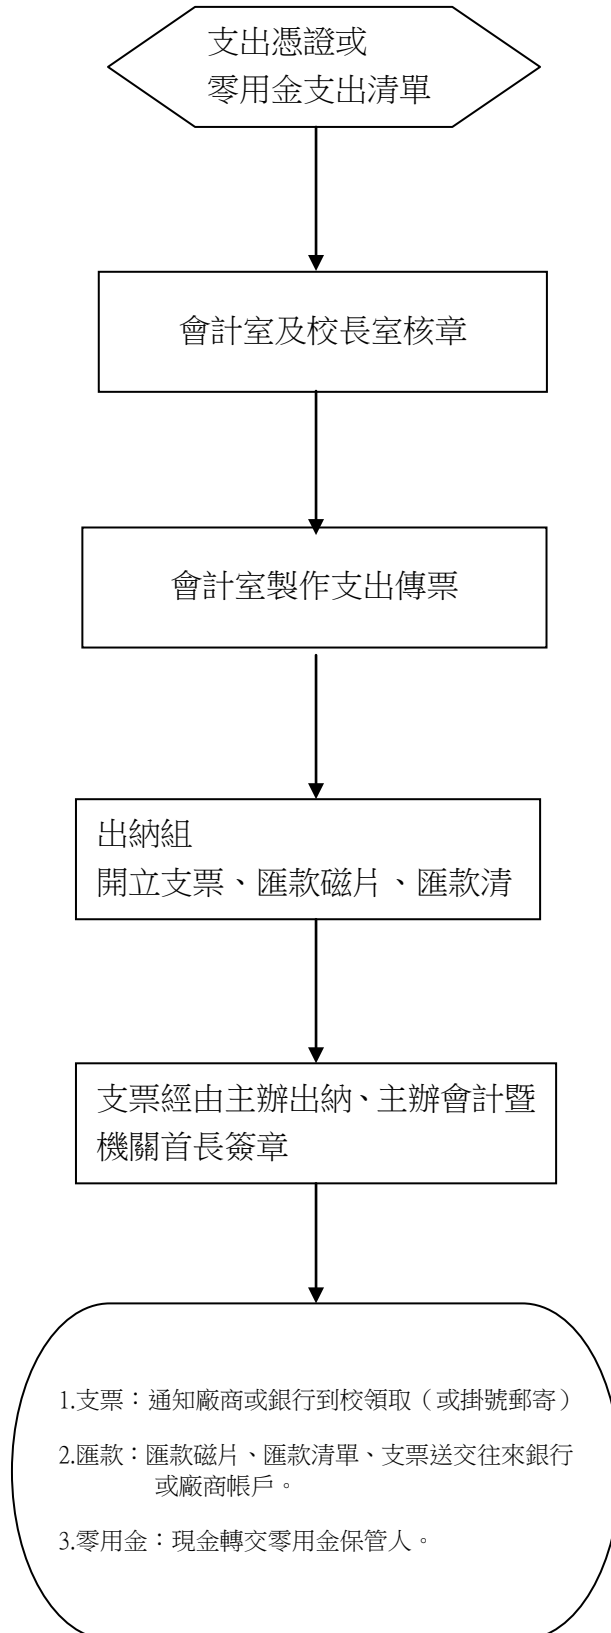 支出憑證或
零用金支出清單
會計室及校長室核章
會計室製作支出傳票
出納組
開立支票、匯款磁片、匯款清
支票經由主辦出納、主辦會計暨
機關首長簽章
1.支票：通知廠商或銀行到校領取（或掛號郵寄）
2.匯款：匯款磁片、匯款清單、支票送交往來銀行
或廠商帳戶。
3.零用金：現金轉交零用金保管人。